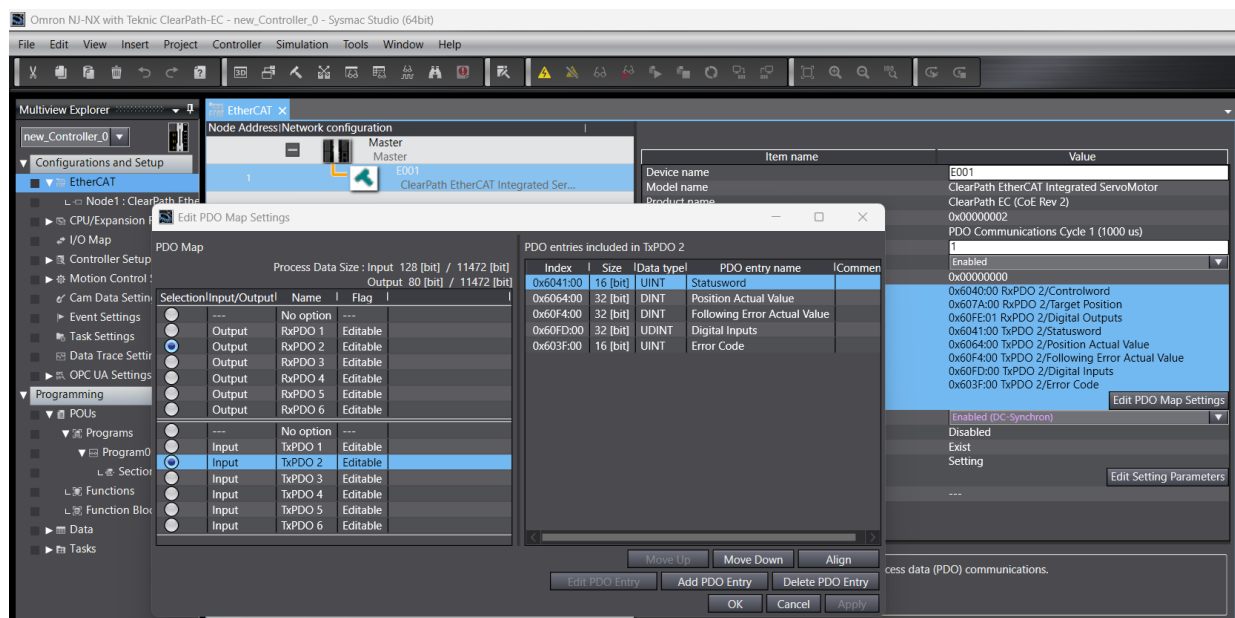 Omron NJ-NX with Teknic ClearPath-EC - new_Controller_0 - Sysmac Studio (64bit)
File Edit View Insert Project Controller Simulation Tools Window Help
Multiview Explorer
new_Controller_0
Configurations and Setup
EtherCAT
Node1 : ClearPath Ethe
CPU/Expansion
I/O Map
Controller Setup
Motion Control
Cam Data Settin
Event Settings
Task Settings
Data Trace Settin
OPC UA Settings
Programming
POUs
Programs
Program0
Section
Functions
Function Bloc
Data
Tasks
EtherCAT
Node Address Network configuration
Master
Master
1 E001
ClearPath EtherCAT Integrated Ser...
Item name Value
Device name E001
Model name ClearPath EtherCAT Integrated ServoMotor
Product name ClearPath EC (CoE Rev 2)
0x00000002
PDO Communications Cycle 1 (1000 us)
1
Enabled
0x00000000
0x6040:00 RxPDO 2/Controlword
0x607A:00 RxPDO 2/Target Position
0x60FE:01 RxPDO 2/Digital Outputs
0x6041:00 TxPDO 2/Statusword
0x6064:00 TxPDO 2/Position Actual Value
0x60F4:00 TxPDO 2/Following Error Actual Value
0x60FD:00 TxPDO 2/Digital Inputs
0x603F:00 TxPDO 2/Error Code
Edit PDO Map Settings
Enabled (DC-Synchron)
Disabled
Exist
Setting
Edit Setting Parameters
---
cess data (PDO) communications.
Edit PDO Map Settings
PDO Map
Process Data Size : Input 128 [bit] / 11472 [bit]
Output 80 [bit] / 11472 [bit]
Selection Input/Output Name Flag
--- No option ---
Output RxPDO 1 Editable
Output RxPDO 2 Editable
Output RxPDO 3 Editable
Output RxPDO 4 Editable
Output RxPDO 5 Editable
Output RxPDO 6 Editable
--- No option ---
Input TxPDO 1 Editable
Input TxPDO 2 Editable
Input TxPDO 3 Editable
Input TxPDO 4 Editable
Input TxPDO 5 Editable
Input TxPDO 6 Editable
PDO entries included in TxPDO 2
Index Size Data type PDO entry name Commen
0x6041:00 16 [bit] UINT Statusword
0x6064:00 32 [bit] DINT Position Actual Value
0x60F4:00 32 [bit] DINT Following Error Actual Value
0x60FD:00 32 [bit] UDINT Digital Inputs
0x603F:00 16 [bit] UINT Error Code
Move Up Move Down Align
Edit PDO Entry Add PDO Entry Delete PDO Entry
OK Cancel Apply